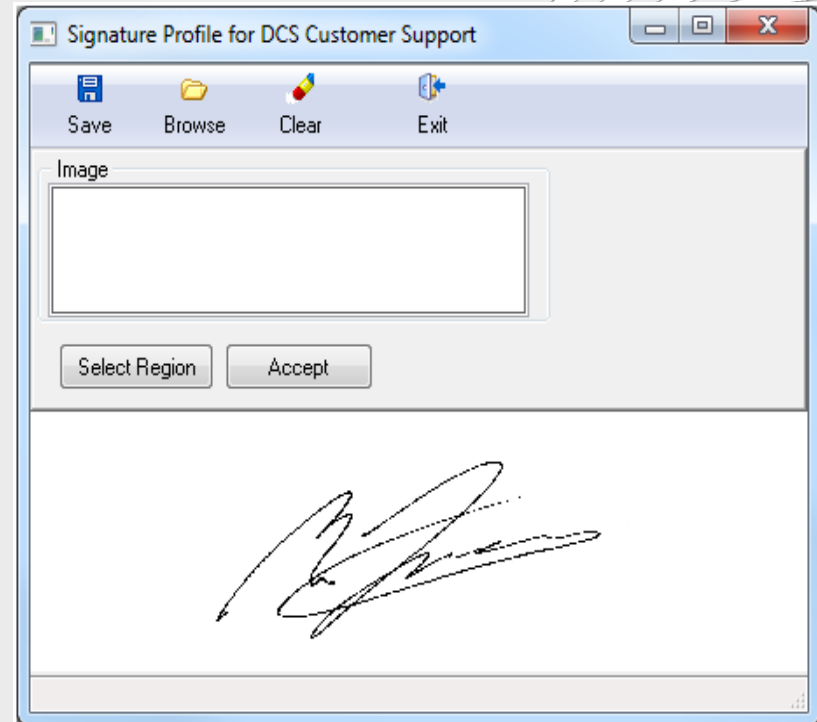 Signature Profile for DCS Customer Support
Save Browse Clear Exit
Image
Select Region Accept